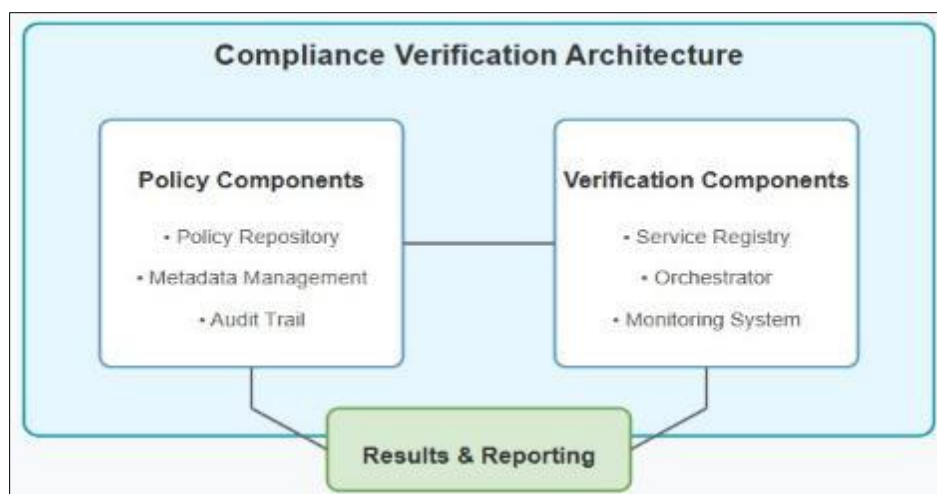 Compliance Verification Architecture
Policy Components
• Policy Repository
• Metadata Management
• Audit Trail
Verification Components
• Service Registry
• Orchestrator
• Monitoring System
Results & Reporting